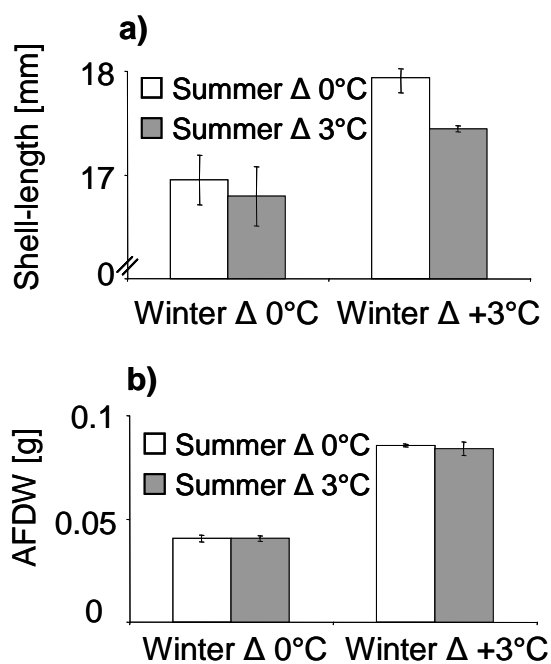 a)
Shell-length [mm]
18
17
0
Summer Δ 0°C
Summer Δ 3°C
Winter Δ 0°C Winter Δ +3°C
b)
AFDW [g]
0.1
0.05
0
Summer Δ 0°C
Summer Δ 3°C
Winter Δ 0°C Winter Δ +3°C